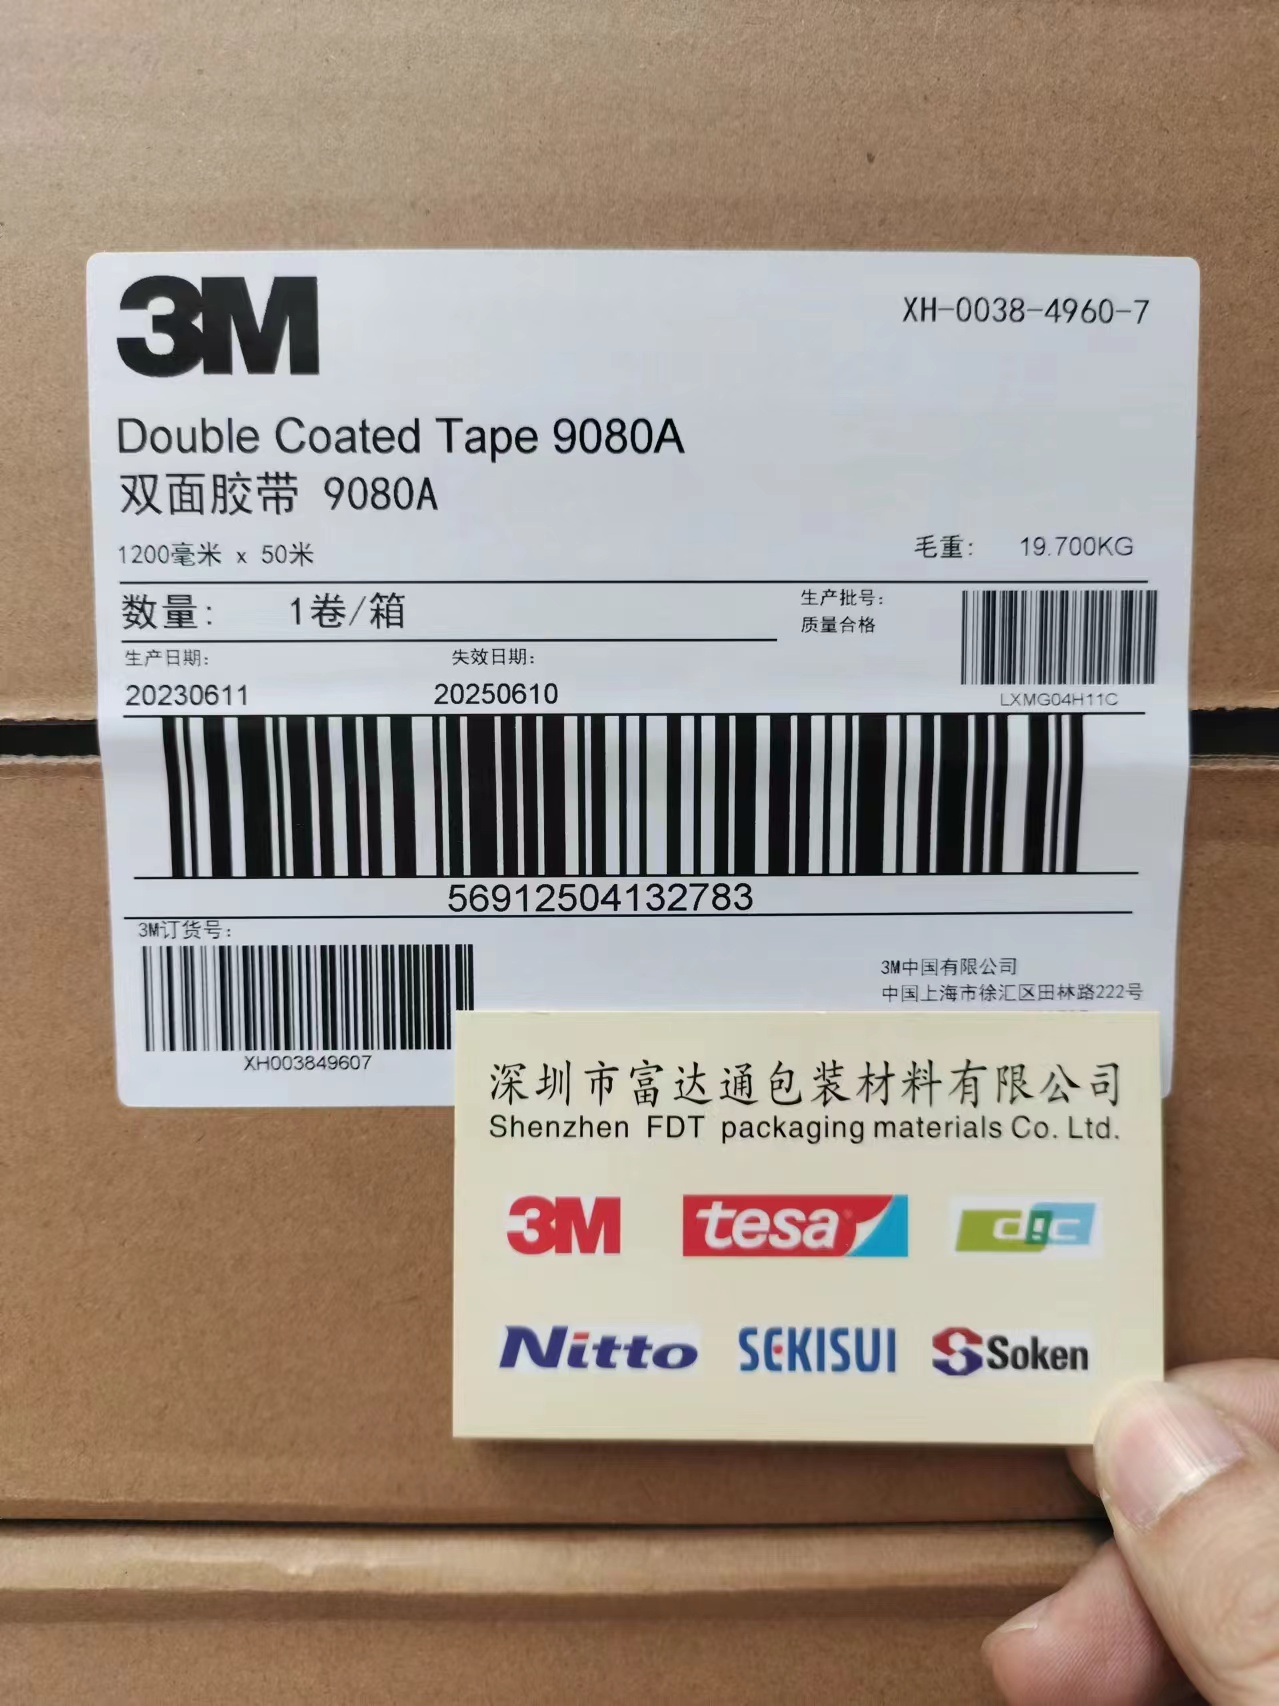 3M
XH-0038-4960-7
Double Coated Tape 9080A
双面胶带 9080A
1200毫米 x 50米
毛重: 19.700KG
数量: 1卷/箱
生产批号:
质量合格
LXMG04H11C
生产日期:
失效日期:
20230611
20250610
56912504132783
3M订货号:
XH003849607
3M中国有限公司
中国上海市徐汇区田林路222号
深圳市富达通包装材料有限公司
Shenzhen FDT packaging materials Co. Ltd.
3M tesa dgc
Nitto SEKISUI Soken